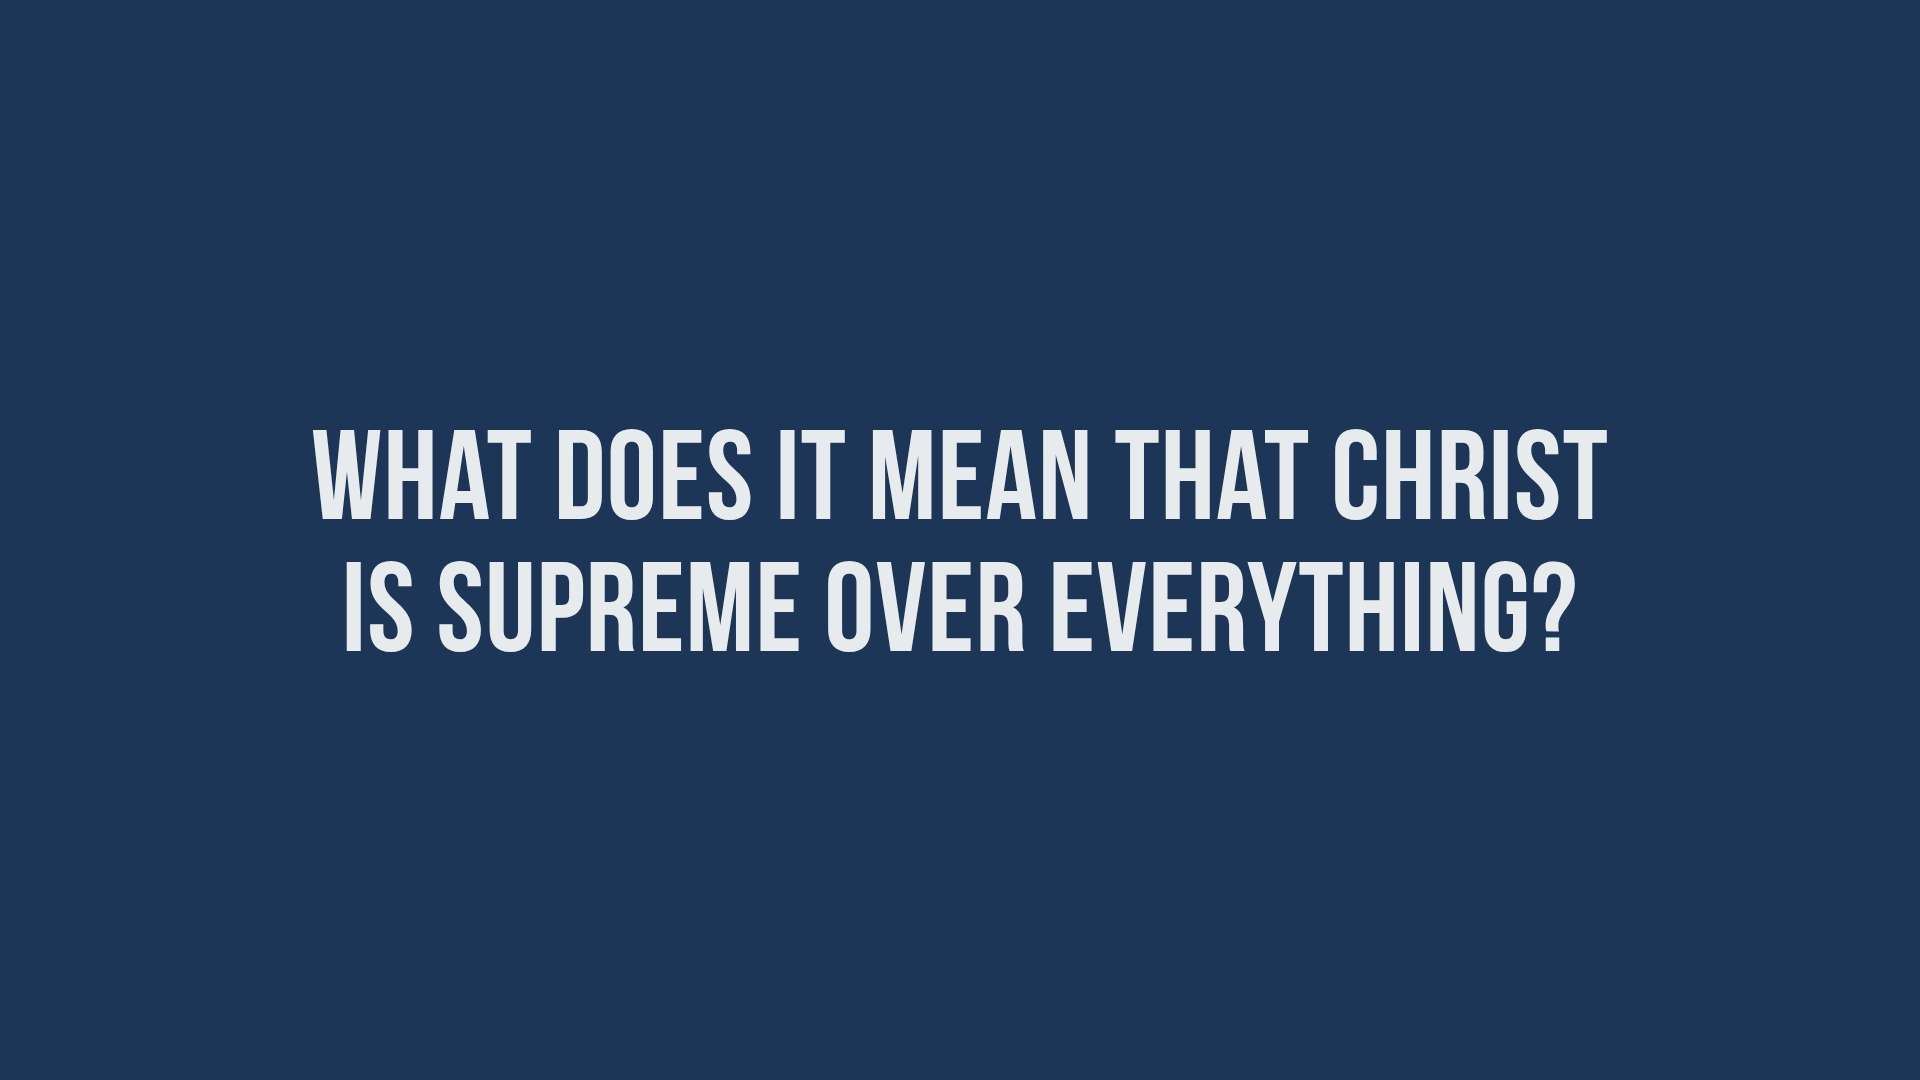 WHAT DOES IT MEAN THAT CHRIST
IS SUPREME OVER EVERYTHING?